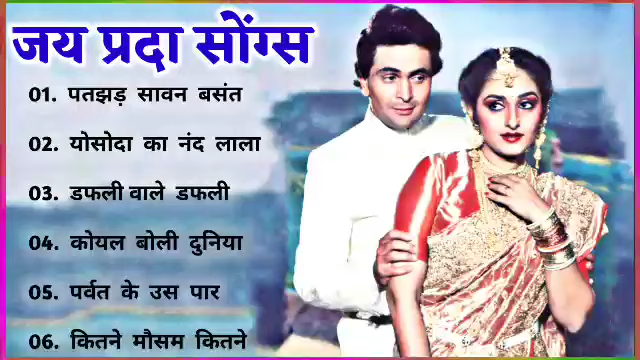 जय प्रदा सोंग्स
01. पतझड़ सावन बसंत
02. योसोदा का नंद लाला
03. डफली वाले डफली
04. कोयल बोली दुनिया
05. पर्वत के उस पार
06. कितने मौसम कितने